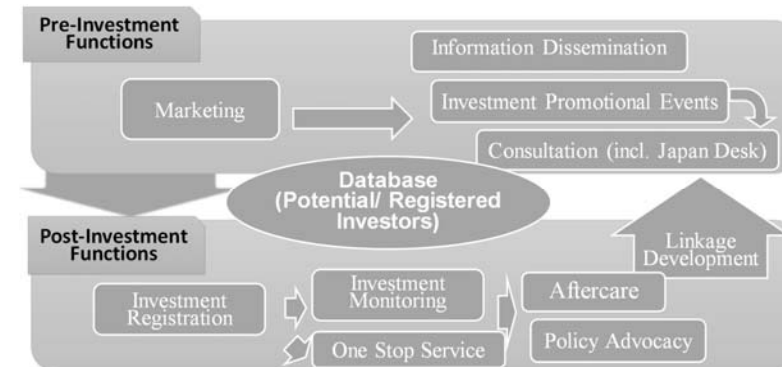 Pre-Investment
Functions
Information Dissemination
Marketing
Investment Promotional Events
Consultation (incl. Japan Desk)
Database
(Potential/ Registered
Investors)
Post-Investment
Functions
Linkage
Development
Investment
Registration
Investment
Monitoring
One Stop Service
Aftercare
Policy Advocacy